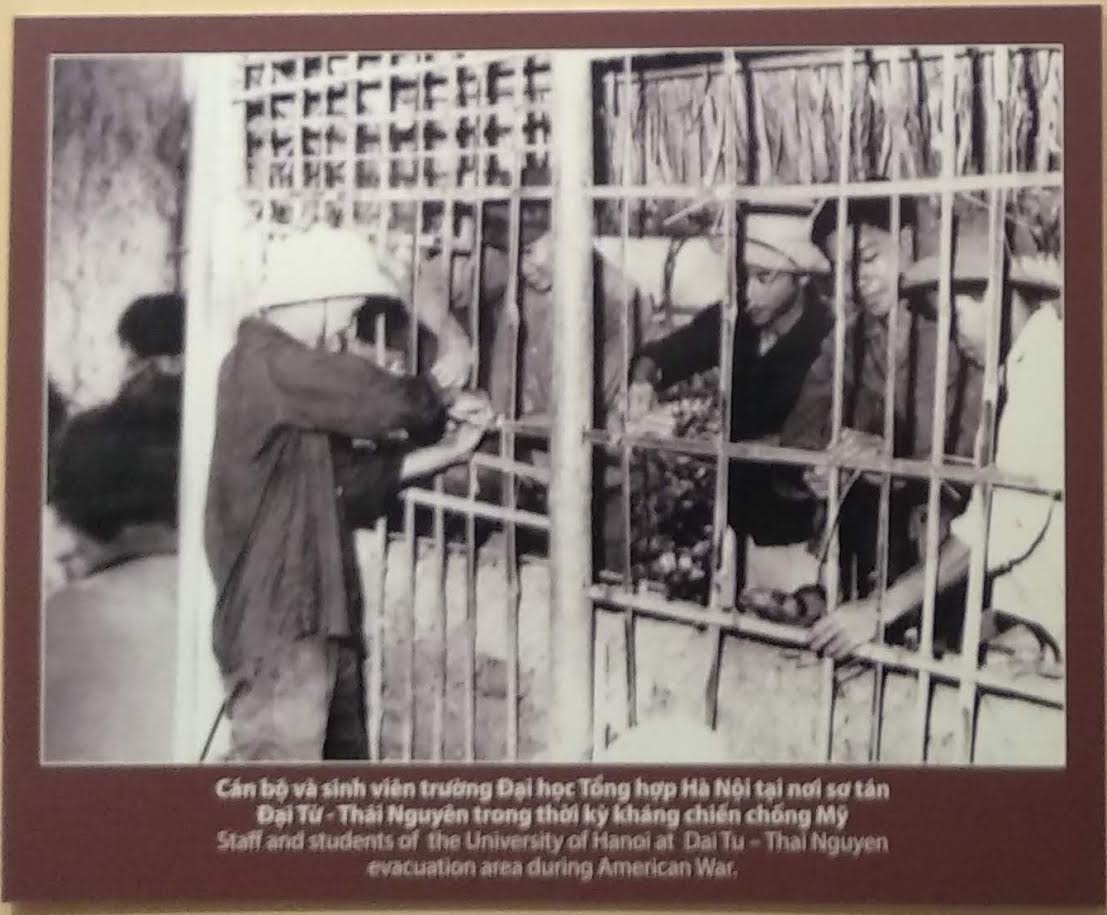 Cán bộ và sinh viên trường Đại học Tổng hợp Hà Nội tại nơi sơ tán
Đại Từ - Thái Nguyên trong thời kỳ kháng chiến chống Mỹ
Staff and students of the University of Hanoi at Dai Tu – Thai Nguyen
evacuation area during American War.